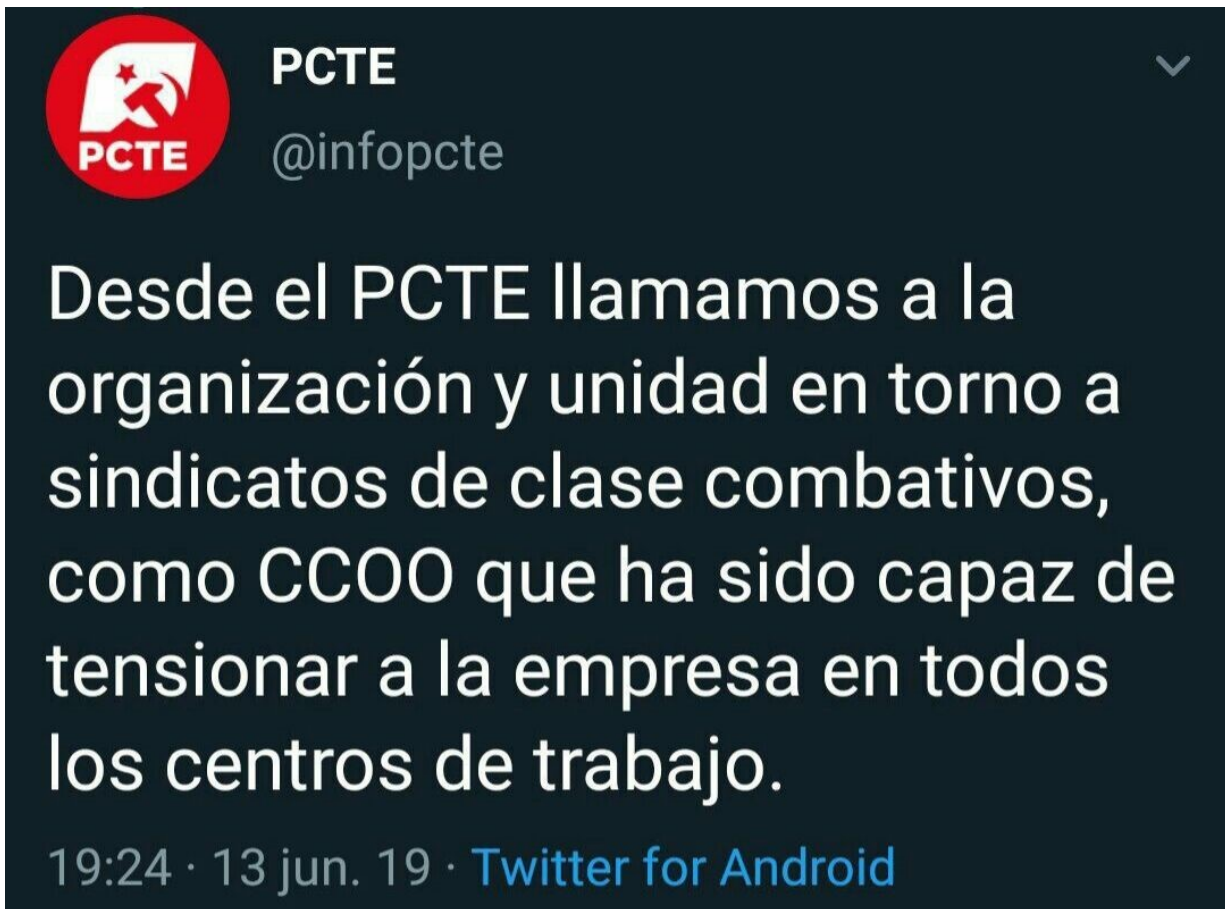 PCTE
PCTE
@infopcte
Desde el PCTE llamamos a la
organización y unidad en torno a
sindicatos de clase combativos,
como CCOO que ha sido capaz de
tensionar a la empresa en todos
los centros de trabajo.
19:24 · 13 jun. 19 · Twitter for Android